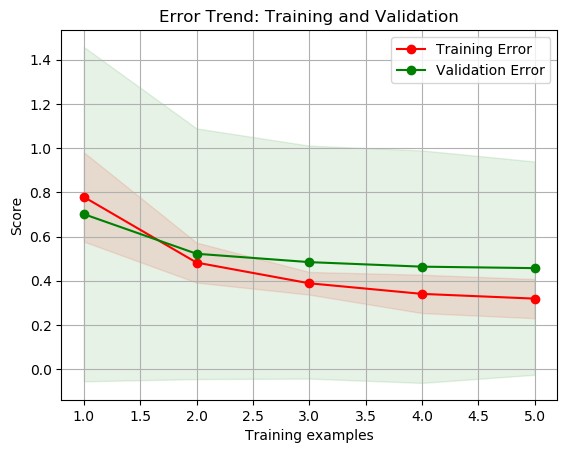 Error Trend: Training and Validation
Training Error
Validation Error
Score
1.4
1.2
1.0
0.8
0.6
0.4
0.2
0.0
1.0 1.5 2.0 2.5 3.0 3.5 4.0 4.5 5.0
Training examples